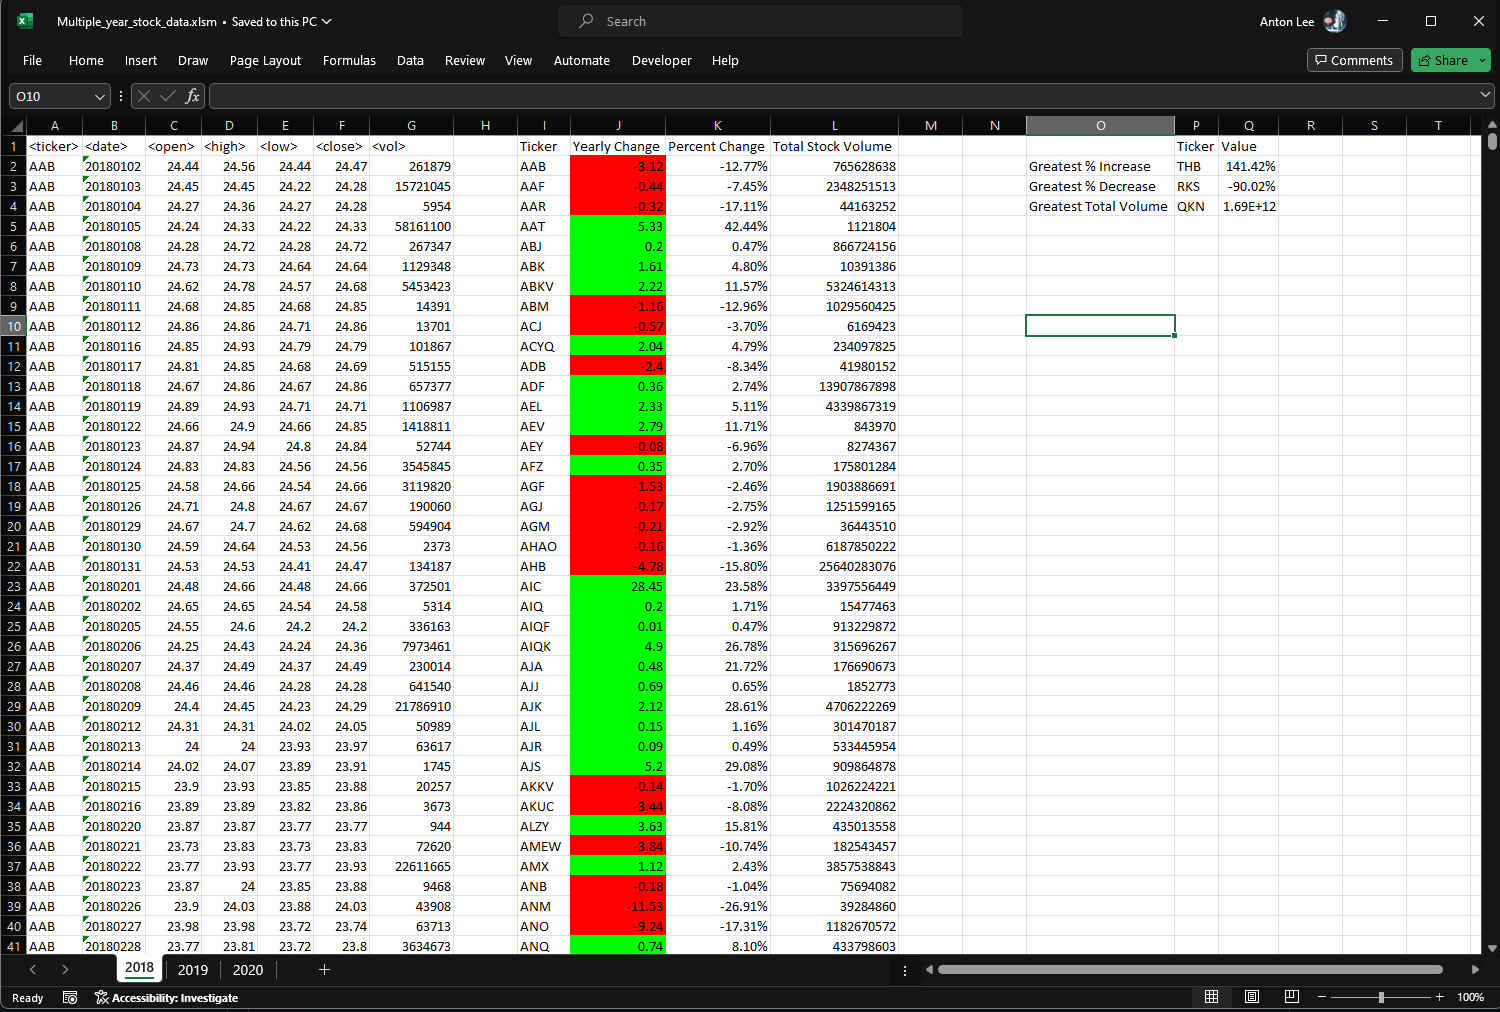 Multiple_year_stock_data.xlsm • Saved to this PC
Search
Anton Lee
File Home Insert Draw Page Layout Formulas Data Review View Automate Developer Help
Comments Share
O10 fx
A B C D E F G H I J K L M N O P Q R S T
1 <ticker> <date> <open> <high> <low> <close> <vol> Ticker Yearly Change Percent Change Total Stock Volume Ticker Value
2 AAB 20180102 24.44 24.56 24.44 24.47 261879 AAB -3.12 -12.77% 765628638 Greatest % Increase THB 141.42%
3 AAB 20180103 24.45 24.45 24.22 24.28 15721045 AAF -0.44 -7.45% 2348251513 Greatest % Decrease RKS -90.02%
4 AAB 20180104 24.27 24.36 24.27 24.28 5954 AAR -0.32 -17.11% 44163252 Greatest Total Volume QKN 1.69E+12
5 AAB 20180105 24.24 24.33 24.22 24.33 58161100 AAT 5.33 42.44% 1121804
6 AAB 20180108 24.28 24.72 24.28 24.72 267347 ABJ 0.2 0.47% 866724156
7 AAB 20180109 24.73 24.73 24.64 24.64 1129348 ABK 1.61 4.80% 10391386
8 AAB 20180110 24.62 24.78 24.57 24.68 5453423 ABKV 2.22 11.57% 5324614313
9 AAB 20180111 24.68 24.85 24.68 24.85 14391 ABM -1.16 -12.96% 1029560425
10 AAB 20180112 24.86 24.86 24.71 24.86 13701 ACJ -0.57 -3.70% 6169423
11 AAB 20180116 24.85 24.93 24.79 24.79 101867 ACYQ 2.04 4.79% 234097825
12 AAB 20180117 24.81 24.85 24.68 24.69 515155 ADB -2.4 -8.34% 41980152
13 AAB 20180118 24.67 24.86 24.67 24.86 657377 ADF 0.36 2.74% 13907867898
14 AAB 20180119 24.89 24.93 24.71 24.71 1106987 AEL 2.33 5.11% 4339867319
15 AAB 20180122 24.66 24.9 24.66 24.85 1418811 AEV 2.79 11.71% 843970
16 AAB 20180123 24.87 24.94 24.8 24.84 52744 AEY -0.08 -6.96% 8274367
17 AAB 20180124 24.83 24.83 24.56 24.56 3545845 AFZ 0.35 2.70% 175801284
18 AAB 20180125 24.58 24.66 24.54 24.66 3119820 AGF -1.53 -2.46% 1903886691
19 AAB 20180126 24.71 24.8 24.67 24.67 190060 AGJ -0.17 -2.75% 1251599165
20 AAB 20180129 24.67 24.7 24.62 24.68 594904 AGM -0.21 -2.92% 36443510
21 AAB 20180130 24.59 24.64 24.53 24.56 2373 AHAO -0.16 -1.36% 6187850222
22 AAB 20180131 24.53 24.53 24.41 24.47 134187 AHB -4.78 -15.80% 25640283076
23 AAB 20180201 24.48 24.66 24.48 24.66 372501 AIC 28.45 23.58% 3397556449
24 AAB 20180202 24.65 24.65 24.54 24.58 5314 AIQ 0.2 1.71% 15477463
25 AAB 20180205 24.55 24.6 24.2 24.2 336163 AIQF 0.01 0.47% 913229872
26 AAB 20180206 24.25 24.43 24.24 24.36 7973461 AIQK 4.9 26.78% 315696267
27 AAB 20180207 24.37 24.49 24.37 24.49 230014 AJA 0.48 21.72% 176690673
28 AAB 20180208 24.46 24.46 24.28 24.28 641540 AJJ 0.69 0.65% 1852773
29 AAB 20180209 24.4 24.45 24.23 24.29 21786910 AJK 2.12 28.61% 4706222269
30 AAB 20180212 24.31 24.31 24.02 24.05 50989 AJL 0.15 1.16% 301470187
31 AAB 20180213 24 24 23.93 23.97 63617 AJR 0.09 0.49% 533445954
32 AAB 20180214 24.02 24.07 23.89 23.91 1745 AJS 5.2 29.08% 909864878
33 AAB 20180215 23.9 23.93 23.85 23.88 20257 AKKV -0.14 -1.70% 1026224221
34 AAB 20180216 23.89 23.89 23.82 23.86 3673 AKUC -3.44 -8.08% 2224320862
35 AAB 20180220 23.87 23.87 23.77 23.77 944 ALZY 3.63 15.81% 435013558
36 AAB 20180221 23.73 23.83 23.73 23.83 72620 AMEW -3.84 -10.74% 182543457
37 AAB 20180222 23.77 23.93 23.77 23.93 22611665 AMX 1.12 2.43% 3857538843
38 AAB 20180223 23.87 24 23.85 23.88 9468 ANB -0.18 -1.04% 75694082
39 AAB 20180226 23.9 24.03 23.88 24.03 43908 ANM -11.53 -26.91% 39284860
40 AAB 20180227 23.98 23.98 23.72 23.74 63713 ANO -9.24 -17.31% 1182670572
41 AAB 20180228 23.77 23.81 23.72 23.8 3634673 ANQ 0.74 8.10% 433798603
2018 2019 2020
Ready Accessibility: Investigate 100%